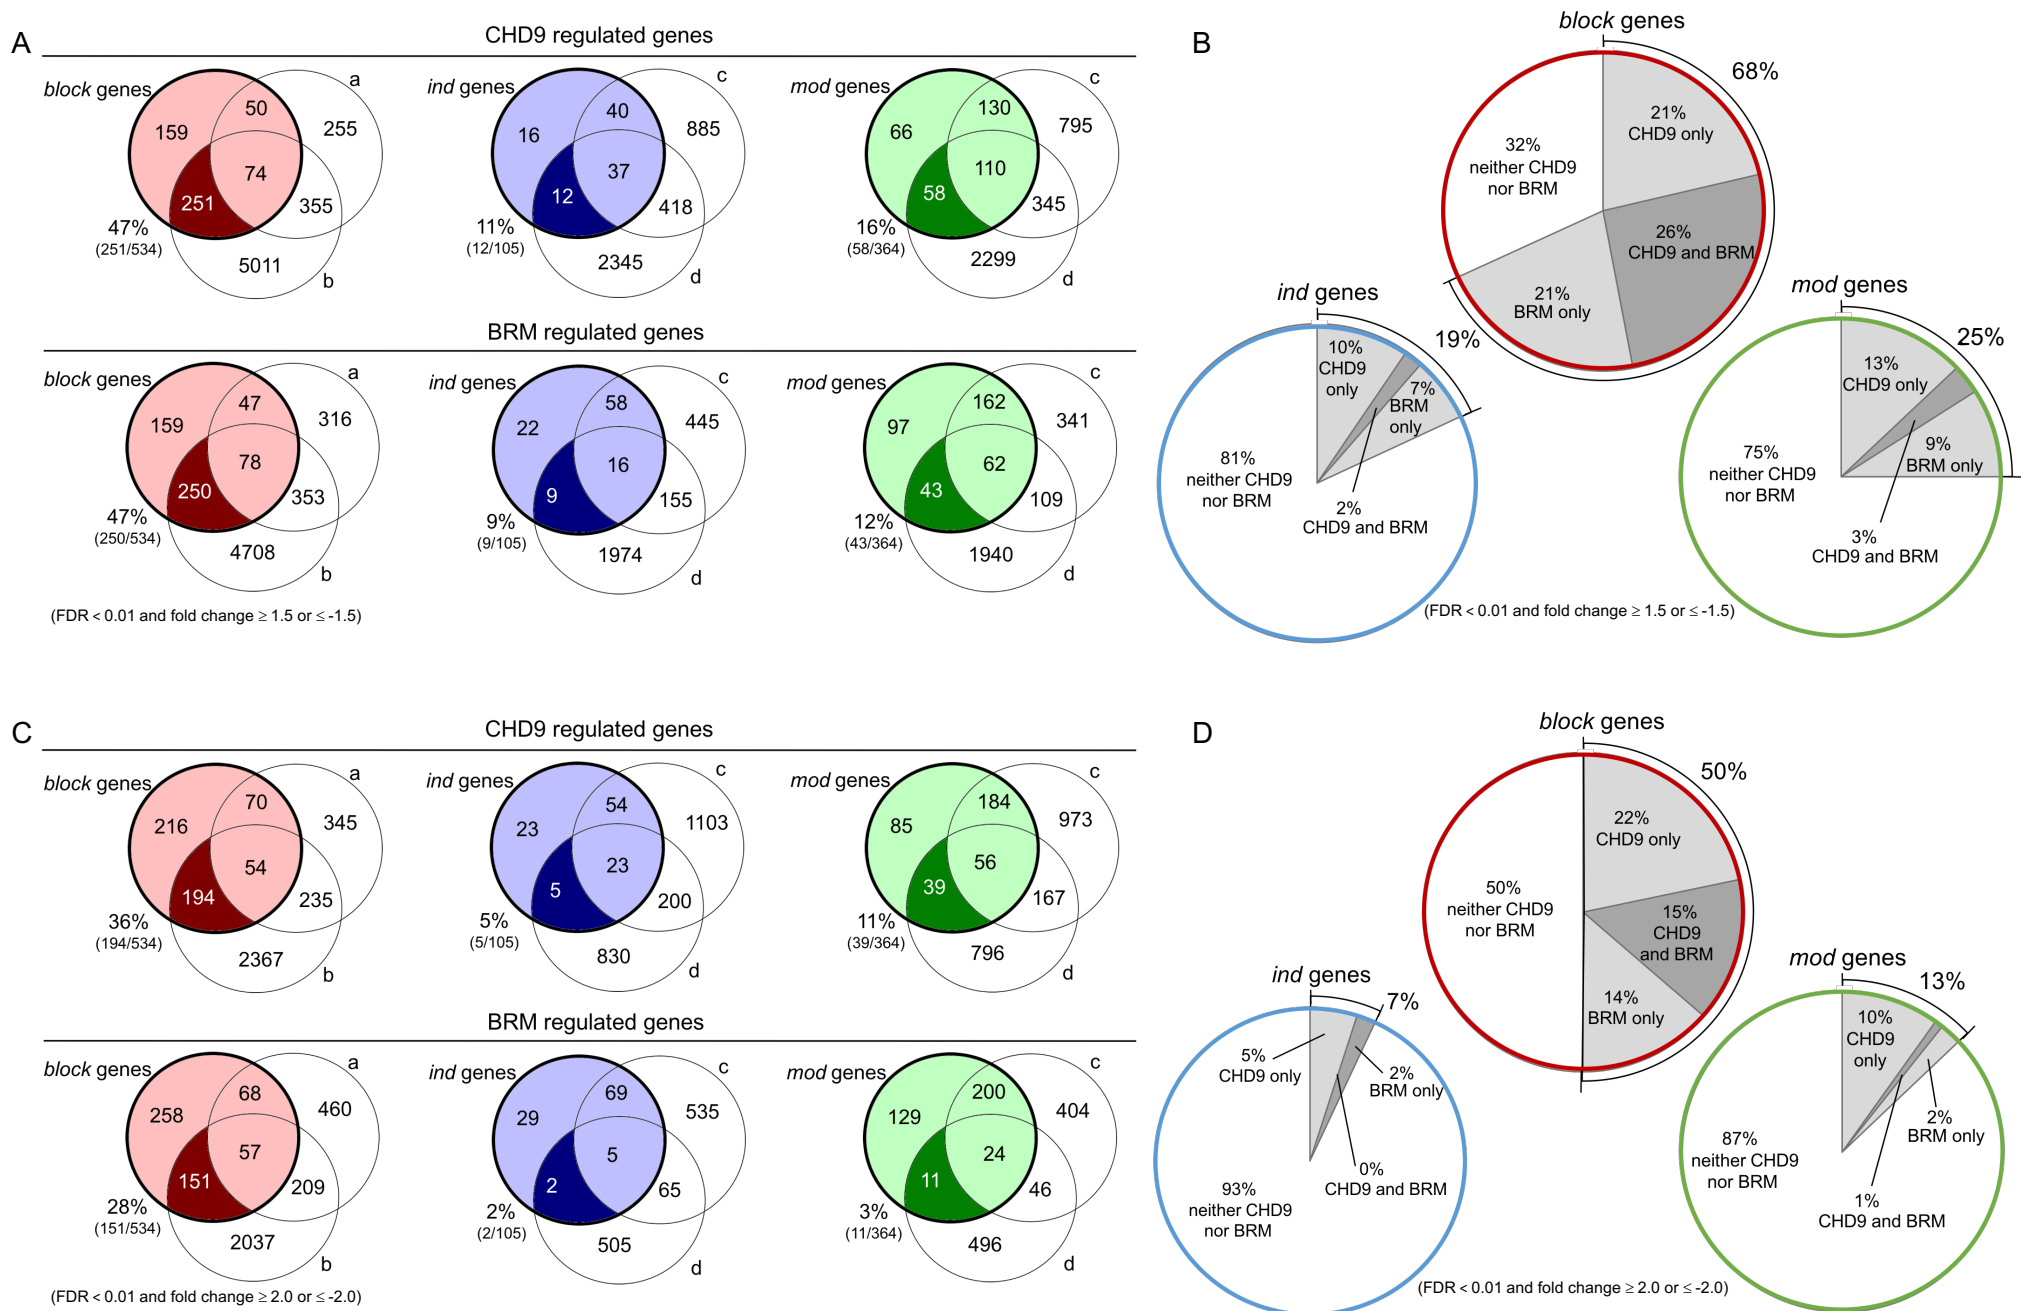 A
CHD9 regulated genes
block genes
a
50
159
255
74
251
355
47%
(251/534)
5011
b
ind genes
c
40
16
885
37
12
418
11%
(12/105)
2345
d
mod genes
c
130
66
795
110
58
345
16%
(58/364)
2299
d
BRM regulated genes
block genes
a
47
159
316
78
250
353
47%
(250/534)
4708
b
ind genes
c
58
22
445
16
9
155
9%
(9/105)
1974
d
mod genes
c
162
97
341
62
43
109
12%
(43/364)
1940
d
(FDR < 0.01 and fold change ≥ 1.5 or ≤ -1.5)
B
block genes
68%
21%
CHD9 only
32%
neither CHD9
nor BRM
26%
CHD9 and BRM
21%
BRM only
ind genes
19%
10%
CHD9
only
7%
BRM
only
81%
neither CHD9
nor BRM
2%
CHD9 and BRM
mod genes
25%
13%
CHD9 only
9%
BRM only
75%
neither CHD9
nor BRM
3%
CHD9 and BRM
(FDR < 0.01 and fold change ≥ 1.5 or ≤ -1.5)
C
CHD9 regulated genes
block genes
a
70
216
345
54
194
235
36%
(194/534)
2367
b
ind genes
c
54
23
1103
23
5
200
5%
(5/105)
830
d
mod genes
c
184
85
973
56
39
167
11%
(39/364)
796
d
BRM regulated genes
block genes
a
68
258
460
57
151
209
28%
(151/534)
2037
b
ind genes
c
69
29
535
5
2
65
2%
(2/105)
505
d
mod genes
c
200
129
404
24
11
46
3%
(11/364)
496
d
(FDR < 0.01 and fold change ≥ 2.0 or ≤ -2.0)
D
block genes
50%
22%
CHD9 only
50%
neither CHD9
nor BRM
15%
CHD9
and BRM
14%
BRM only
ind genes
7%
5%
CHD9 only
2%
BRM only
0%
CHD9 and BRM
93%
neither CHD9
nor BRM
mod genes
13%
10%
CHD9
only
2%
BRM only
87%
neither CHD9
nor BRM
1%
CHD9 and BRM
(FDR < 0.01 and fold change ≥ 2.0 or ≤ -2.0)